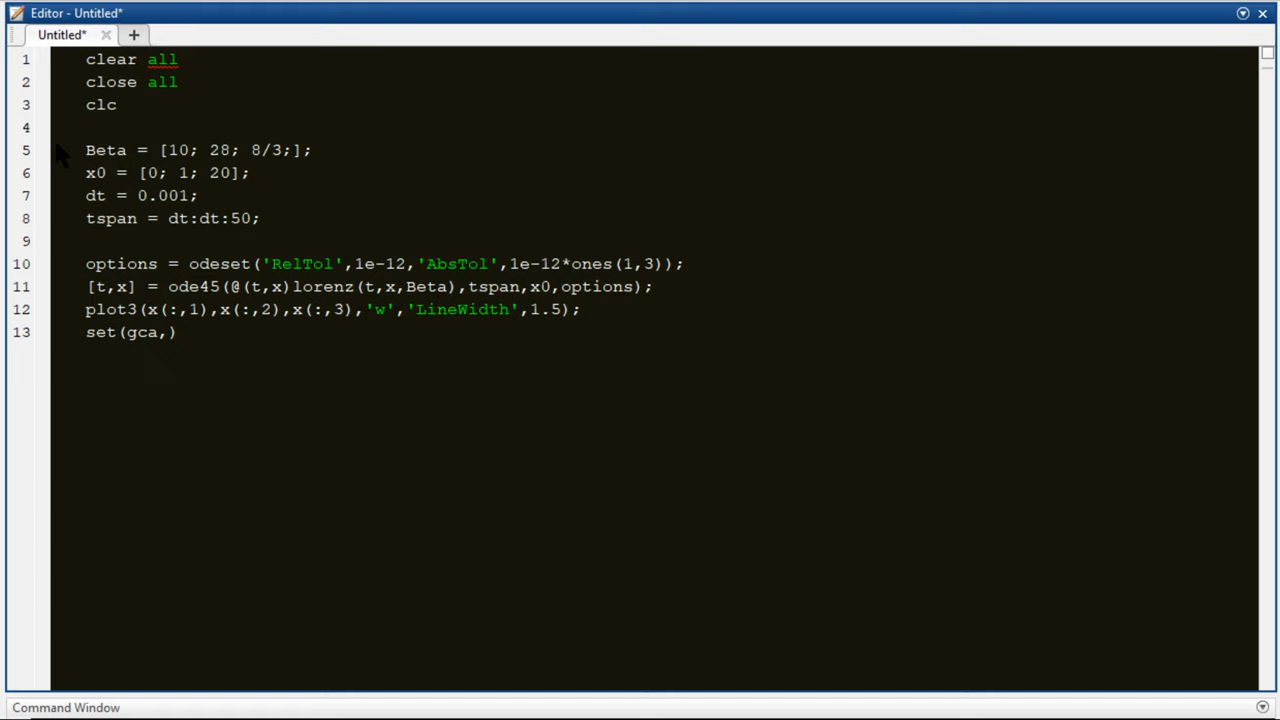 Editor - Untitled*
Untitled*
1 clear all
2 close all
3 clc
4
5 Beta = [10; 28; 8/3;];
6 x0 = [0; 1; 20];
7 dt = 0.001;
8 tspan = dt:dt:50;
9
10 options = odeset('RelTol',1e-12,'AbsTol',1e-12*ones(1,3));
11 [t,x] = ode45(@(t,x)lorenz(t,x,Beta),tspan,x0,options);
12 plot3(x(:,1),x(:,2),x(:,3),'w','LineWidth',1.5);
13 set(gca,)
Command Window